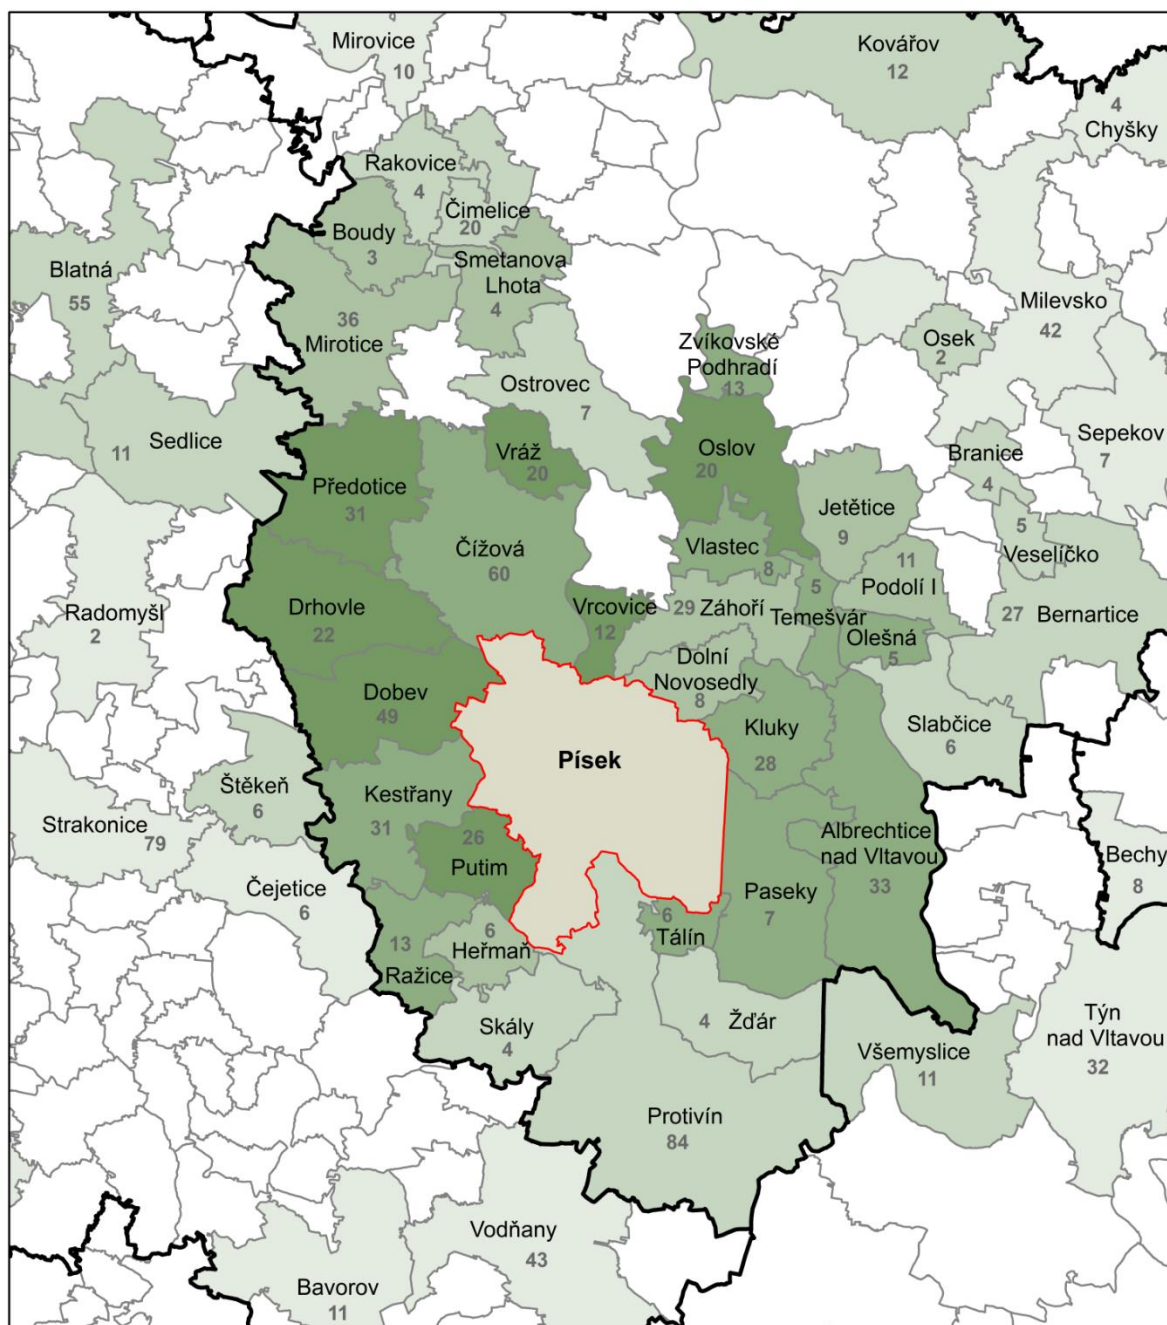 Mirovice
10
Kovářov
12
4
Chyšky
Rakovice
4
Čimelice
20
Boudy
3
Smetanova
Lhota
4
Blatná
55
36
Mirotice
Milevsko
42
Osek
2
Zvíkovské
Podhradí
13
Ostrovec
7
Sedlice
11
Vráž
20
Oslov
20
Sepekov
7
Branice
4
Předotice
31
Jetětice
9
5
Veselíčko
Čížová
60
Vlastec
8
11
Podolí I
Radomyšl
2
Drhovle
22
Vrcovice
12
29 Záhoří
5
Temešvár
27 Bernartice
Olešná
5
Dolní
Novosedly
8
Dobev
49
Kluky
28
Slabčice
6
Písek
Štěkeň
6
Kestřany
31
Strakonice
79
26
Putim
Albrechtice
nad Vltavou
33
Bechy
8
Čejetice
6
Paseky
7
6
Tálín
6
Heřmaň
13
Ražice
Skály
4
4 Žďár
Týn
nad Vltavou
32
Všemyslice
11
Protivín
84
Vodňany
43
Bavorov
11